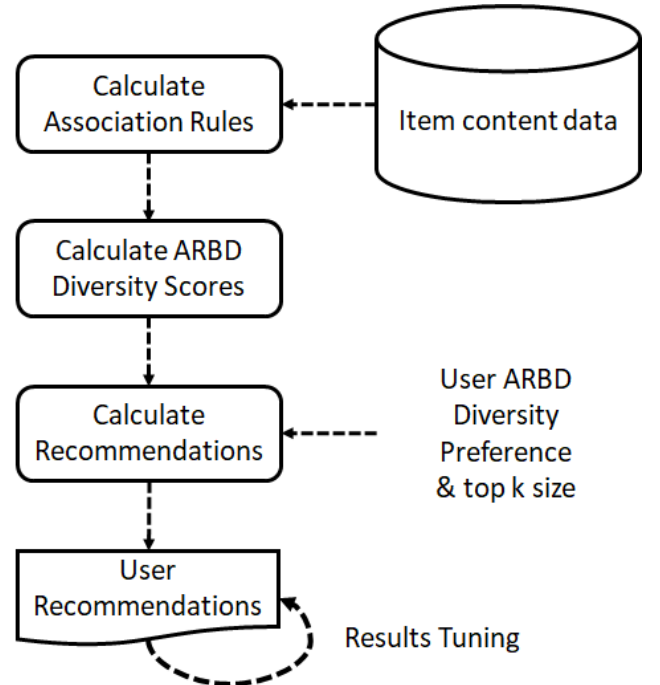 Calculate
Association Rules
Item content data
Calculate ARBD
Diversity Scores
Calculate
Recommendations
User ARBD
Diversity
Preference
& top k size
User
Recommendations
Results Tuning